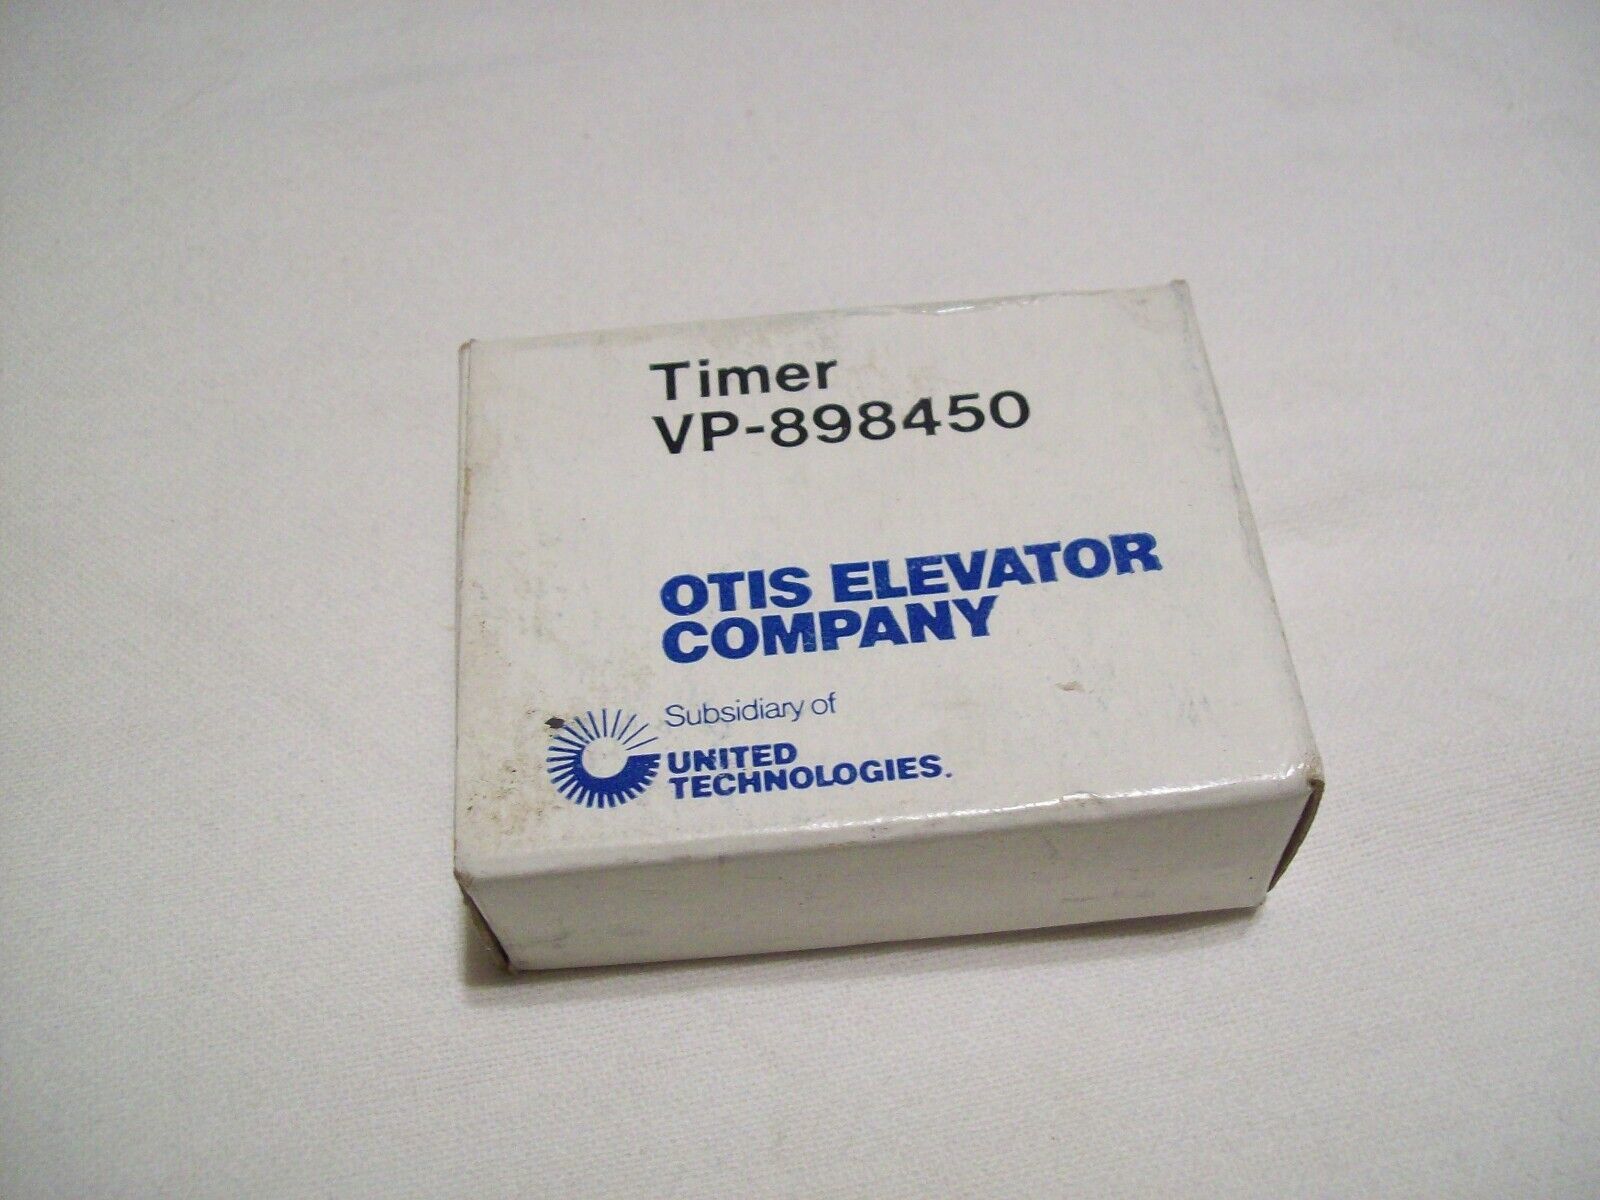 Timer
VP-898450
OTIS ELEVATOR
COMPANY
Subsidiary of
UNITED
TECHNOLOGIES.